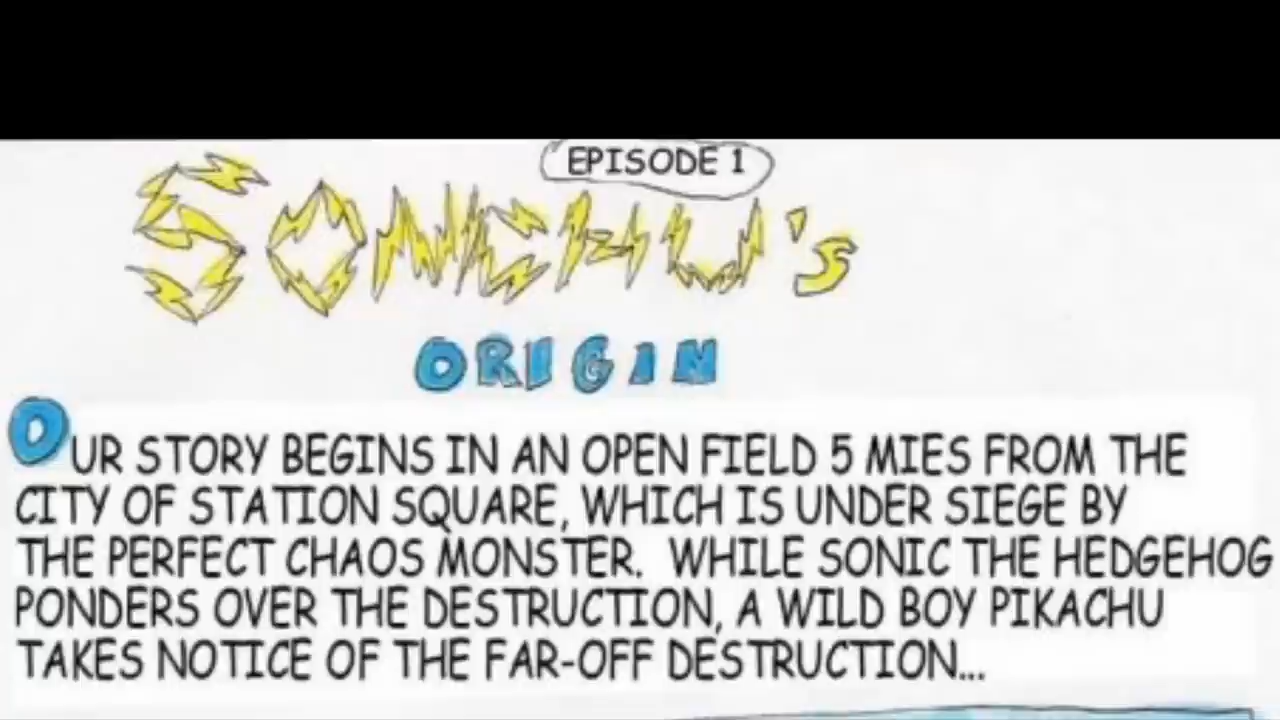 EPISODE 1
SONICHU's
ORIGIN
OUR STORY BEGINS IN AN OPEN FIELD 5 MIES FROM THE
CITY OF STATION SQUARE, WHICH IS UNDER SIEGE BY
THE PERFECT CHAOS MONSTER. WHILE SONIC THE HEDGEHOG
PONDERS OVER THE DESTRUCTION, A WILD BOY PIKACHU
TAKES NOTICE OF THE FAR-OFF DESTRUCTION...